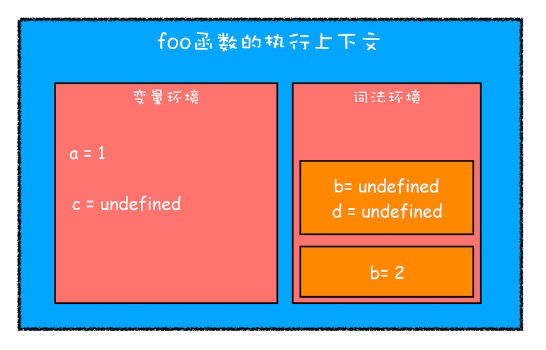 foo函数的执行上下文
变量环境
a = 1
c = undefined
词法环境
b= undefined
d = undefined
b= 2